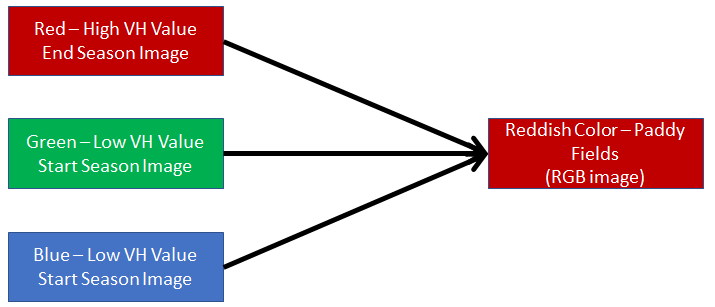 Red – High VH Value
End Season Image
Green – Low VH Value
Start Season Image
Reddish Color – Paddy
Fields
(RGB image)
Blue – Low VH Value
Start Season Image